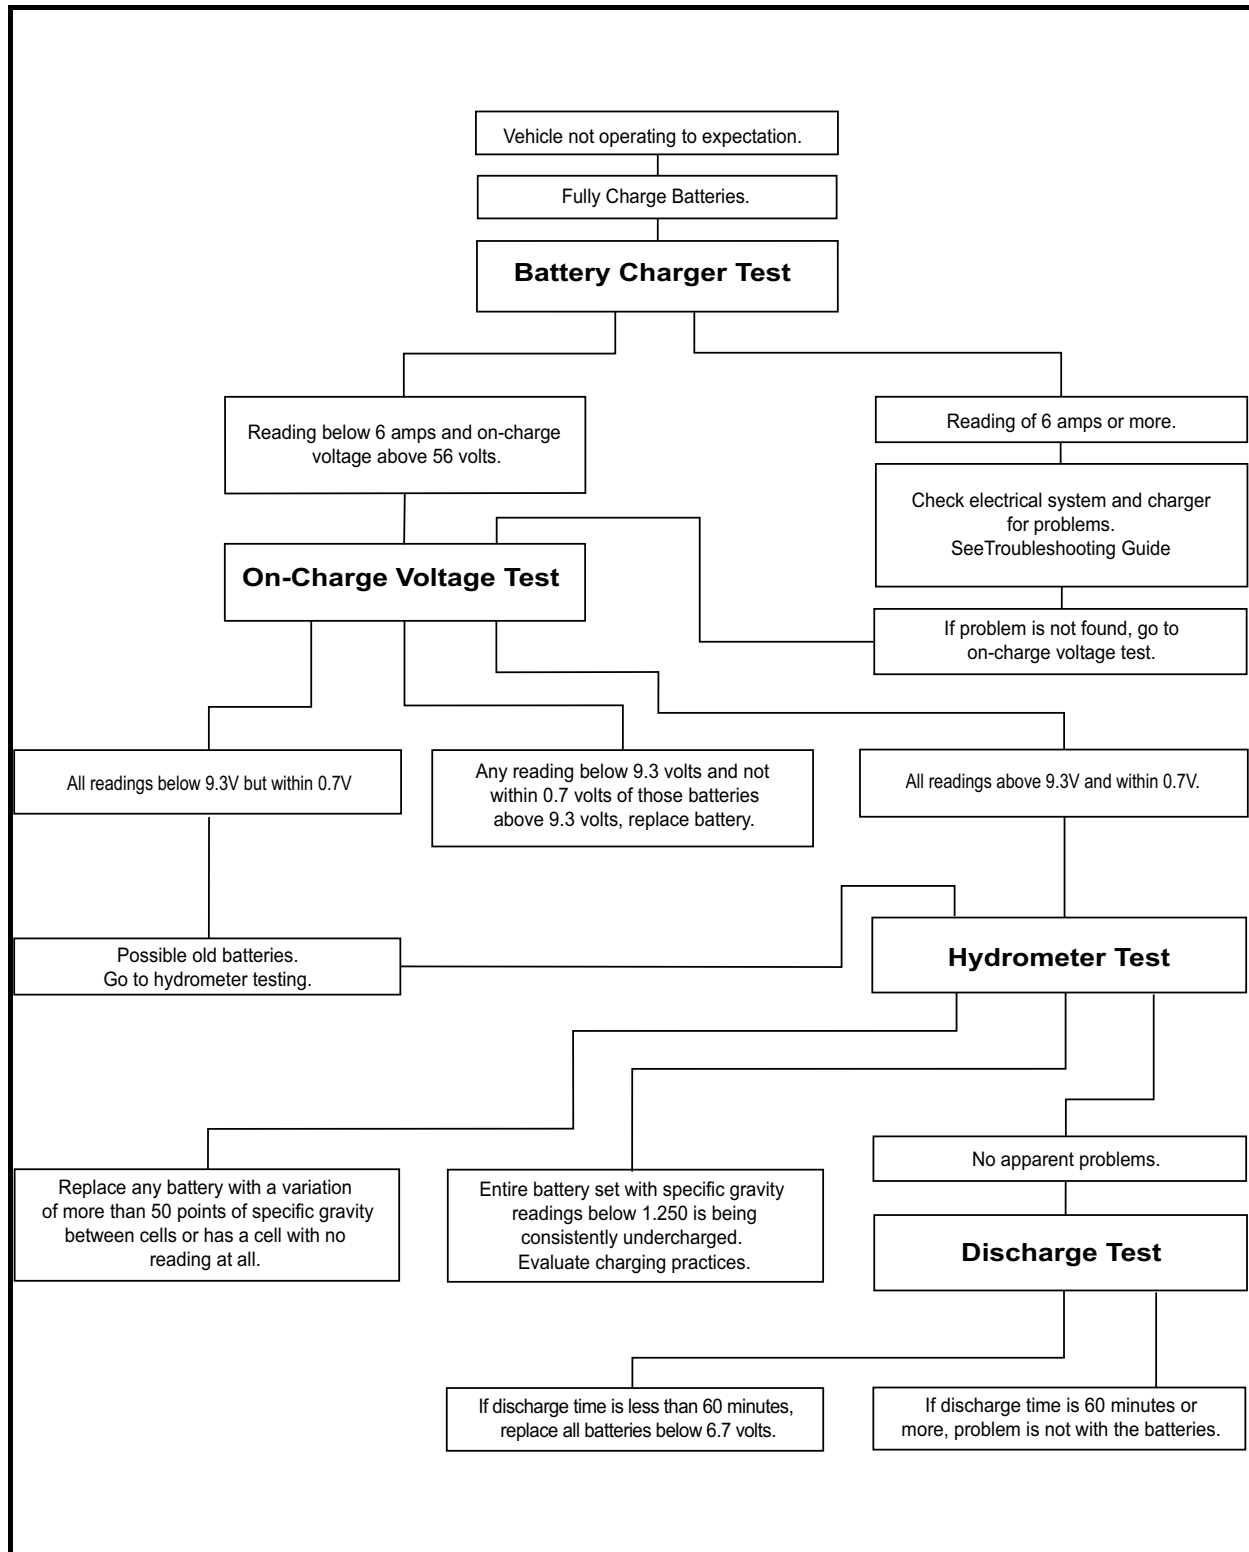 Vehicle not operating to expectation.
Fully Charge Batteries.
Battery Charger Test
Reading below 6 amps and on-charge
voltage above 56 volts.
Reading of 6 amps or more.
Check electrical system and charger
for problems.
SeeTroubleshooting Guide
On-Charge Voltage Test
If problem is not found, go to
on-charge voltage test.
All readings below 9.3V but within 0.7V
Any reading below 9.3 volts and not
within 0.7 volts of those batteries
above 9.3 volts, replace battery.
All readings above 9.3V and within 0.7V.
Possible old batteries.
Go to hydrometer testing.
Hydrometer Test
Replace any battery with a variation
of more than 50 points of specific gravity
between cells or has a cell with no
reading at all.
Entire battery set with specific gravity
readings below 1.250 is being
consistently undercharged.
Evaluate charging practices.
No apparent problems.
Discharge Test
If discharge time is less than 60 minutes,
replace all batteries below 6.7 volts.
If discharge time is 60 minutes or
more, problem is not with the batteries.